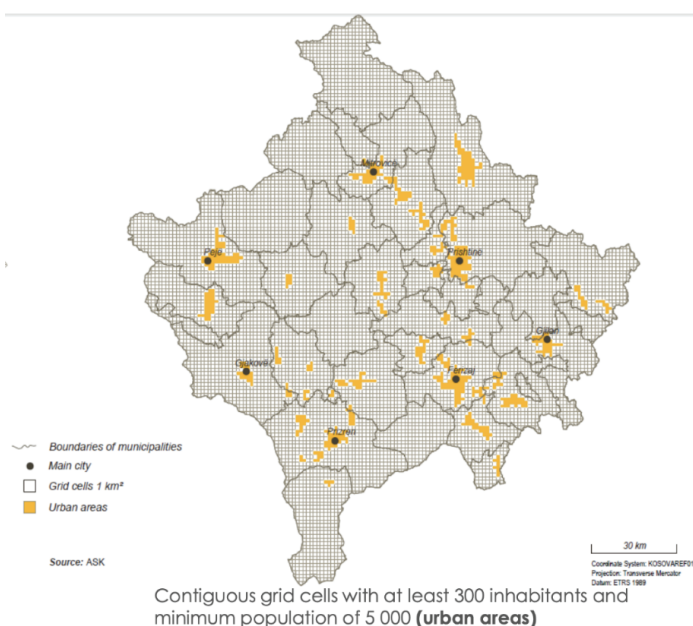 Mitrovicë
Pejë
Prishtinë
Gjilan
Gjakovë
Ferizaj
Prizren
Boundaries of municipalities
Main city
Grid cells 1 km²
Urban areas
Source: ASK
30 km
Coordinate System: KOSOVAREF01
Projection: Transverse Mercator
Datum: ETRS 1989
Contiguous grid cells with at least 300 inhabitants and
minimum population of 5 000 (urban areas)